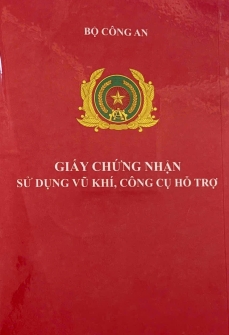 BỘ CÔNG AN
GIẤY CHỨNG NHẬN
SỬ DỤNG VŨ KHÍ, CÔNG CỤ HỖ TRỢ